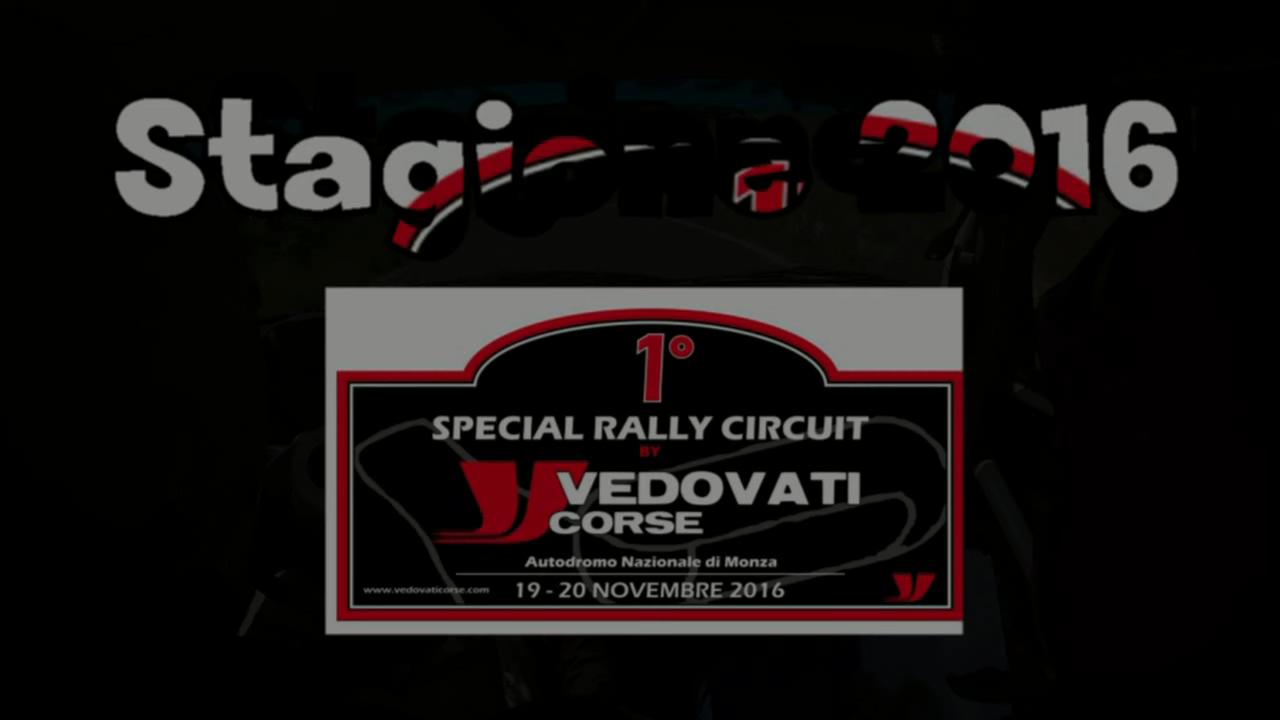 Stagione 2016
1°
SPECIAL RALLY CIRCUIT
BY
VEDOVATI
CORSE
Autodromo Nazionale di Monza
www.vedovaticorse.com 19 - 20 NOVEMBRE 2016